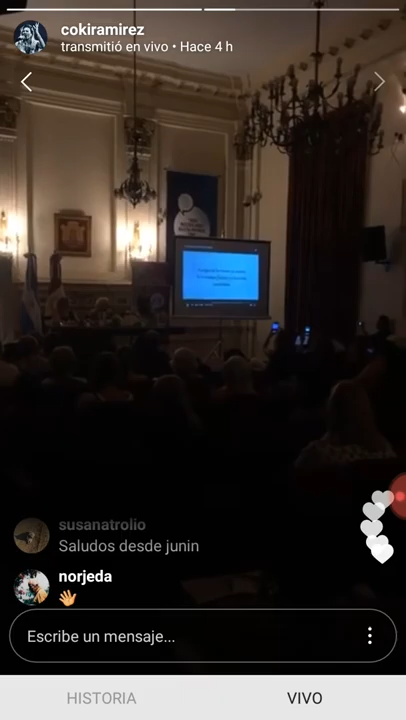 cokiramirez
transmitió en vivo • Hace 4 h
susanatrolio
Saludos desde junin
norjeda
👋
Escribe un mensaje...
HISTORIA
VIVO